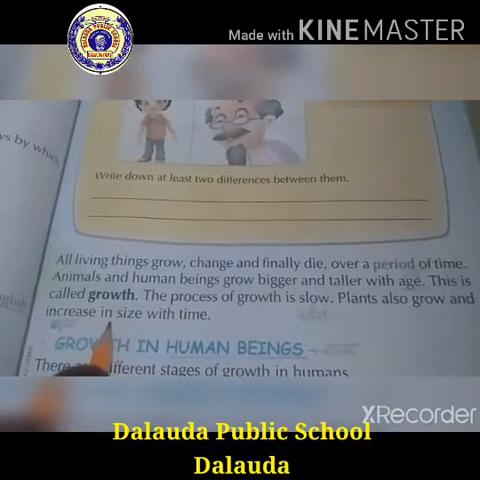 Made with KINEMASTER
Write down at least two differences between them.
All living things grow, change and finally die, over a period of time.
Animals and human beings grow bigger and taller with age. This is
called growth. The process of growth is slow. Plants also grow and
increase in size with time.
GROWTH IN HUMAN BEINGS
There different stages of growth in humans
XRecorder
Dalauda Public School
Dalauda